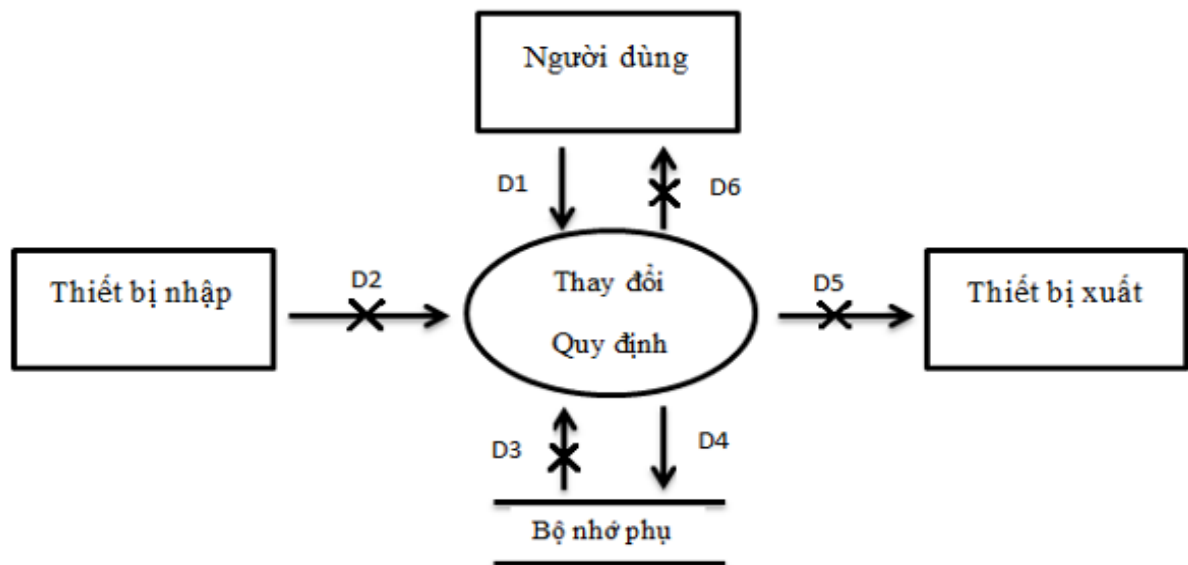 Người dùng
D1
D6
Thiết bị nhập
D2
Thay đổi
Quy định
D5
Thiết bị xuất
D3
D4
Bộ nhớ phụ